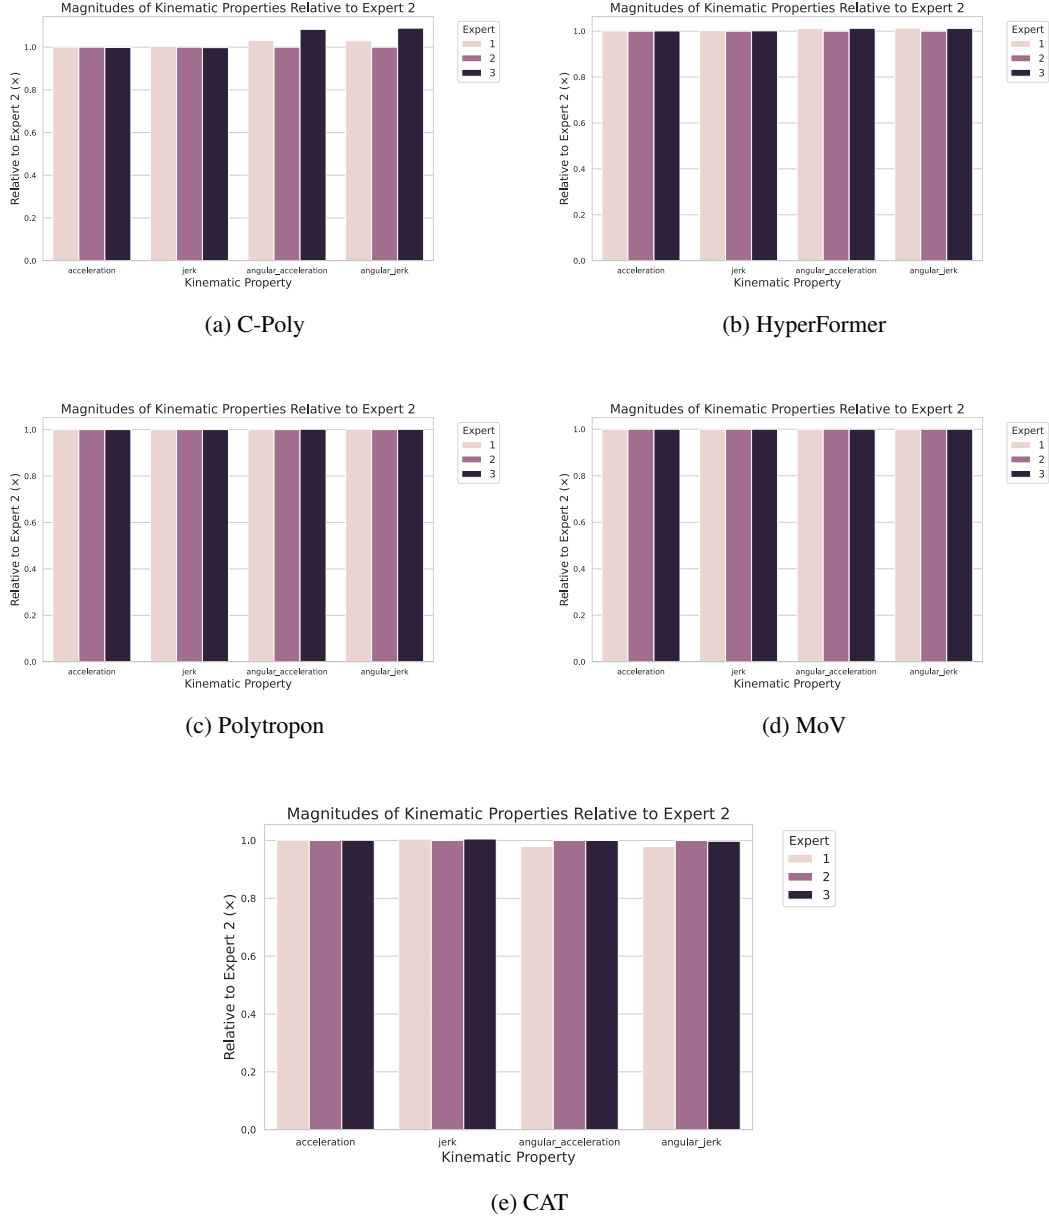 Magnitudes of Kinematic Properties Relative to Expert 2
Relative to Expert 2 (×)
1.0
0.8
0.6
0.4
0.2
0.0
acceleration jerk angular_acceleration angular_jerk
Kinematic Property
Expert
1
2
3
(a) C-Poly
Magnitudes of Kinematic Properties Relative to Expert 2
Relative to Expert 2 (×)
1.0
0.8
0.6
0.4
0.2
0.0
acceleration jerk angular_acceleration angular_jerk
Kinematic Property
Expert
1
2
3
(b) HyperFormer
Magnitudes of Kinematic Properties Relative to Expert 2
Relative to Expert 2 (×)
1.0
0.8
0.6
0.4
0.2
0.0
acceleration jerk angular_acceleration angular_jerk
Kinematic Property
Expert
1
2
3
(c) Polytropon
Magnitudes of Kinematic Properties Relative to Expert 2
Relative to Expert 2 (×)
1.0
0.8
0.6
0.4
0.2
0.0
acceleration jerk angular_acceleration angular_jerk
Kinematic Property
Expert
1
2
3
(d) MoV
Magnitudes of Kinematic Properties Relative to Expert 2
Relative to Expert 2 (×)
1.0
0.8
0.6
0.4
0.2
0.0
acceleration jerk angular_acceleration angular_jerk
Kinematic Property
Expert
1
2
3
(e) CAT